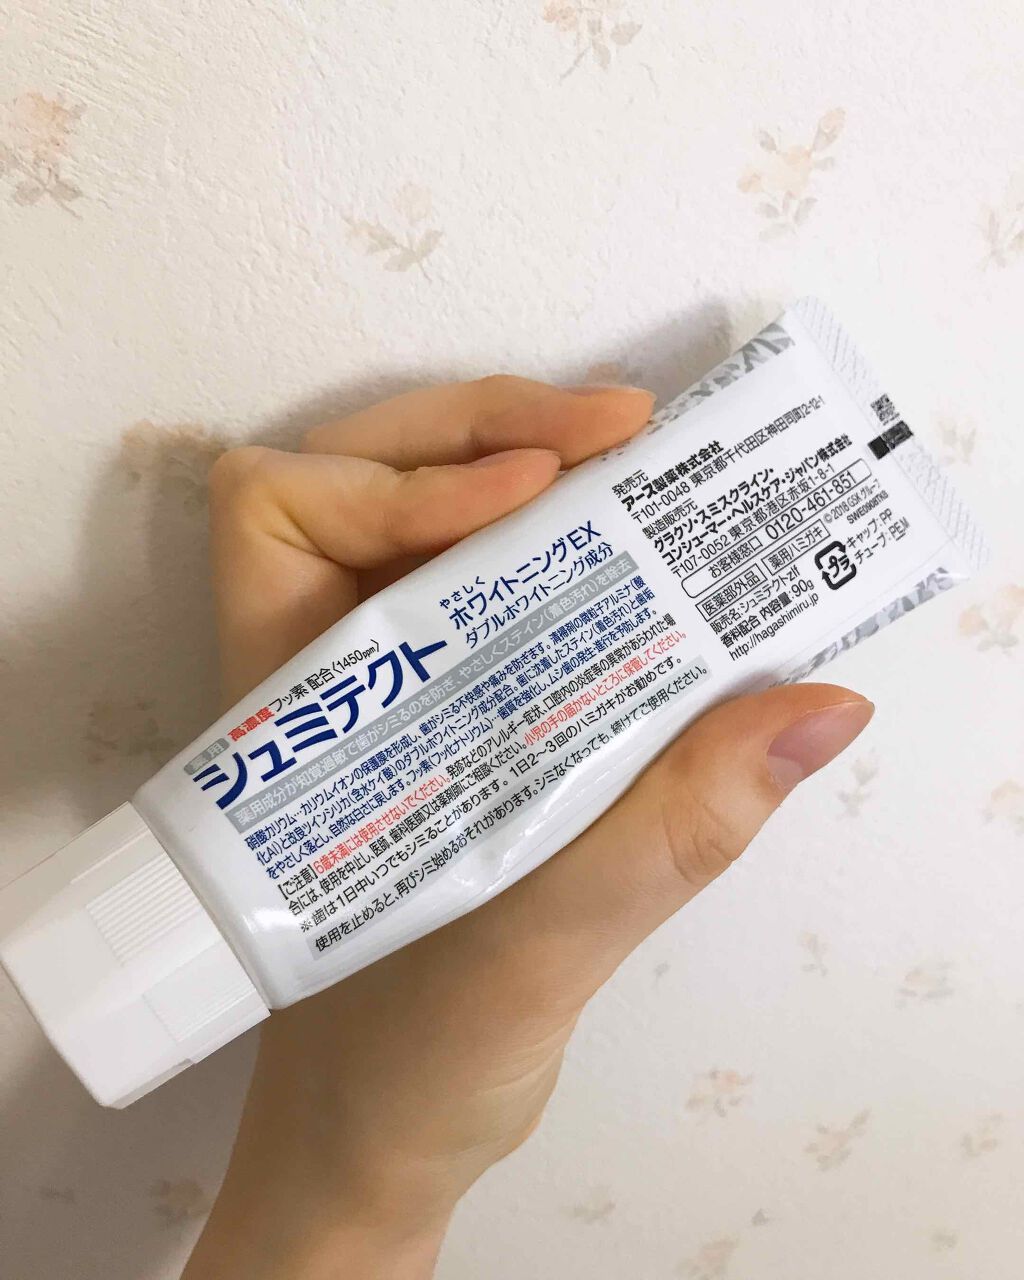 薬用
高濃度フッ素配合〈1450ppm〉
シュミテクト
やさしく
ホワイトニングEX
ダブルホワイトニング成分
薬用成分が知覚過敏で歯がシミるのを防ぎ、やさしくステイン(着色汚れ)を除去
硝酸カリウム…カリウムイオンの保護膜を形成し、歯がシミる不快感や痛みを防ぎます。清掃剤の微粒子アルミナ(酸
化Al)と改良ツインシリカ(含水ケイ酸)のダブルホワイトニング成分配合。歯に沈着したステイン(着色汚れ)と歯垢
をやさしく落とし、自然な白さに戻します。フッ素(フッ化ナトリウム)…歯質を強化し、ムシ歯の発生・進行を予防します。
【ご注意】6歳未満には使用させないでください。発疹などのアレルギー症状、口腔内の炎症等の異常があらわれた場
合には、使用を中止し、医師、歯科医師又は薬剤師にご相談ください。小児の手の届かないところに保管してください。
※歯は1日中いつでもシミることがあります。1日2〜3回のハミガキがお勧めです。
使用を止めると、再びシミ始めるおそれがあります。シミなくなっても、続けてご使用ください。
発売元
アース製薬株式会社
〒101-0048 東京都千代田区神田司町2-12-1
製造販売元
グラクソ・スミスクライン・
コンシューマー・ヘルスケア・ジャパン株式会社
〒107-0052 東京都港区赤坂1-8-1
お客様窓口 0120-461-851
医薬部外品 薬用ハミガキ ©2018 GSK グループ
販売名:シュミテクトzlf
香料配合 内容量:90g
http://hagashimiru.jp
プラ
キャップ:PP
チューブ:PE,M